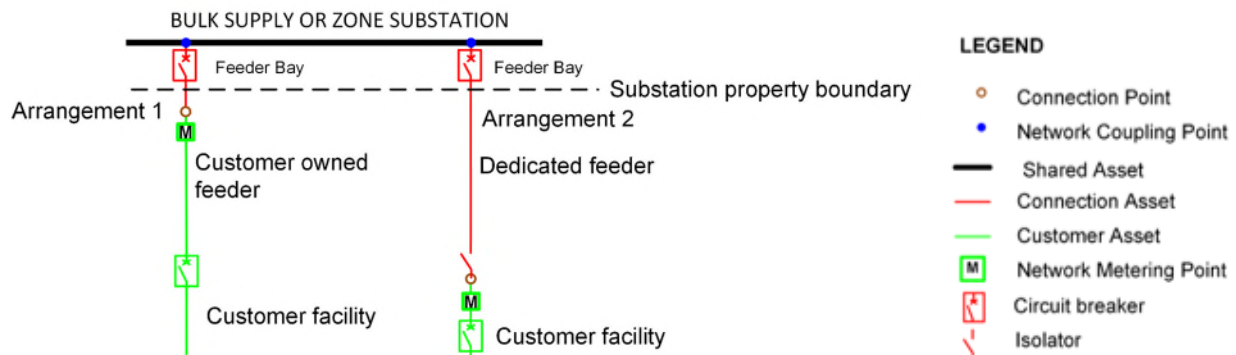 BULK SUPPLY OR ZONE SUBSTATION
Feeder Bay
Feeder Bay
Substation property boundary
Arrangement 1
Arrangement 2
M
Customer owned
feeder
Dedicated feeder
M
Customer facility
Customer facility
LEGEND
Connection Point
Network Coupling Point
Shared Asset
Connection Asset
Customer Asset
M
Network Metering Point
Circuit breaker
Isolator